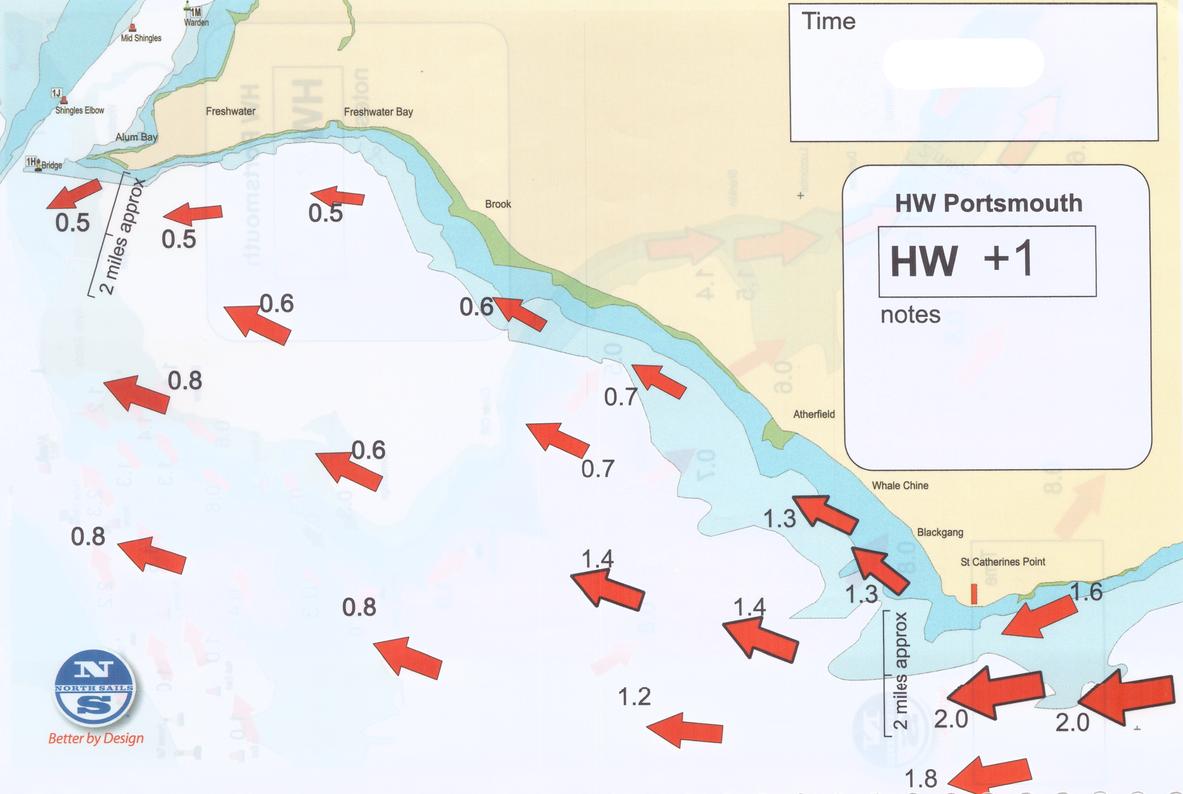 Time
1M
Warden
Mid Shingles
1J
Shingles Elbow
Freshwater
Freshwater Bay
Alum Bay
1H
Bridge
HW Portsmouth
HW +1
notes
Brook
0.5
0.5
0.5
2 miles approx
0.6
0.6
0.8
0.7
Atherfield
0.6
0.7
Whale Chine
1.3
Blackgang
0.8
1.4
St Catherines Point
1.3
1.6
0.8
1.4
2 miles approx
N
NORTH SAILS
S
Better by Design
1.2
2.0
2.0
1.8